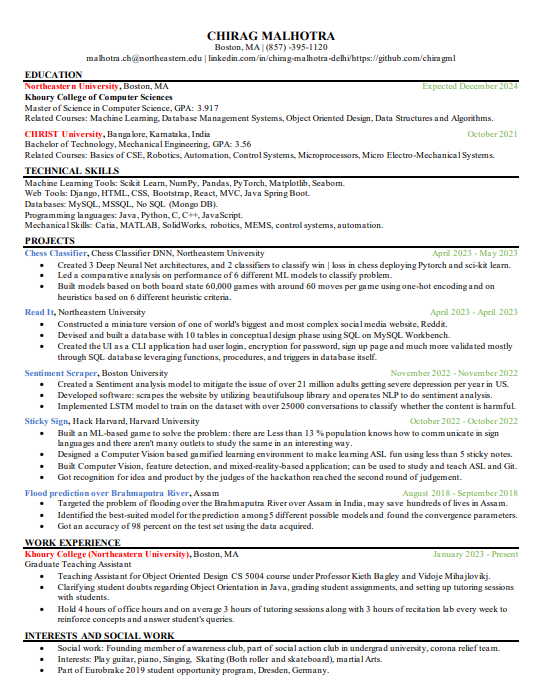 CHIRAG MALHOTRA
Boston, MA | (857) -395-1120
malhotra.ch@northeastern.edu | linkedin.com/in/chirag-malhotra-delhi/https://github.com/chiragml
EDUCATION
Northeastern University, Boston, MA Expected December 2024
Khoury College of Computer Sciences
Master of Science in Computer Science, GPA: 3.917
Related Courses: Machine Learning, Database Management Systems, Object Oriented Design, Data Structures and Algorithms.
CHRIST University, Bangalore, Karnataka, India October 2021
Bachelor of Technology, Mechanical Engineering, GPA: 3.56
Related Courses: Basics of CSE, Robotics, Automation, Control Systems, Microprocessors, Micro Electro-Mechanical Systems.
TECHNICAL SKILLS
Machine Learning Tools: Scikit Learn, NumPy, Pandas, PyTorch, Matplotlib, Seaborn.
Web Tools: Django, HTML, CSS, Bootstrap, React, MVC, Java Spring Boot.
Databases: MySQL, MSSQL, No SQL (Mongo DB).
Programming languages: Java, Python, C, C++, JavaScript.
Mechanical Skills: Catia, MATLAB, SolidWorks, robotics, MEMS, control systems, automation.
PROJECTS
Chess Classifier, Chess Classifier DNN, Northeastern University April 2023 - May 2023
• Created 3 Deep Neural Net architectures, and 2 classifiers to classify win | loss in chess deploying Pytorch and sci-kit learn.
• Led a comparative analysis on performance of 6 different ML models to classify problem.
• Built models based on both board state 60,000 games with around 60 moves per game using one-hot encoding and on
heuristics based on 6 different heuristic criteria.
Read It, Northeastern University April 2023 - April 2023
• Constructed a miniature version of one of world's biggest and most complex social media website, Reddit.
• Devised and built a database with 10 tables in conceptual design phase using SQL on MySQL Workbench.
• Created the UI as a CLI application had user login, encryption for password, sign up page and much more validated mostly
through SQL database leveraging functions, procedures, and triggers in database itself.
Sentiment Scraper, Boston University November 2022 - November 2022
• Created a Sentiment analysis model to mitigate the issue of over 21 million adults getting severe depression per year in US.
• Developed software: scrapes the website by utilizing beautifulsoup library and operates NLP to do sentiment analysis.
• Implemented LSTM model to train on the dataset with over 25000 conversations to classify whether the content is harmful.
Sticky Sign, Hack Harvard, Harvard University October 2022 - October 2022
• Built an ML-based game to solve the problem: there are Less than 13 % population knows how to communicate in sign
languages and there aren't many outlets to study the same in an interesting way.
• Designed a Computer Vision based gamified learning environment to make learning ASL fun using less than 5 sticky notes.
• Built Computer Vision, feature detection, and mixed-reality-based application; can be used to study and teach ASL and Git.
• Got recognition for idea and product by the judges of the hackathon reached the second round of judgement.
Flood prediction over Brahmaputra River, Assam August 2018 - September 2018
• Targeted the problem of flooding over the Brahmaputra River over Assam in India, may save hundreds of lives in Assam.
• Identified the best-suited model for the prediction among 5 different possible models and found the convergence parameters.
• Got an accuracy of 98 percent on the test set using the data acquired.
WORK EXPERIENCE
Khoury College (Northeastern University), Boston, MA January 2023 - Present
Graduate Teaching Assistant
• Teaching Assistant for Object Oriented Design CS 5004 course under Professor Kieth Bagley and Vidoje Mihajlovikj.
• Clarifying student doubts regarding Object Orientation in Java, grading student assignments, and setting up tutoring sessions
with students.
• Hold 4 hours of office hours and on average 3 hours of tutoring sessions along with 3 hours of recitation lab every week to
reinforce concepts and answer student's queries.
INTERESTS AND SOCIAL WORK
• Social work: Founding member of awareness club, part of social action club in undergrad university, corona relief team.
• Interests: Play guitar, piano, Singing, Skating (Both roller and skateboard), martial Arts.
• Part of Eurobrake 2019 student opportunity program, Dresden, Germany.